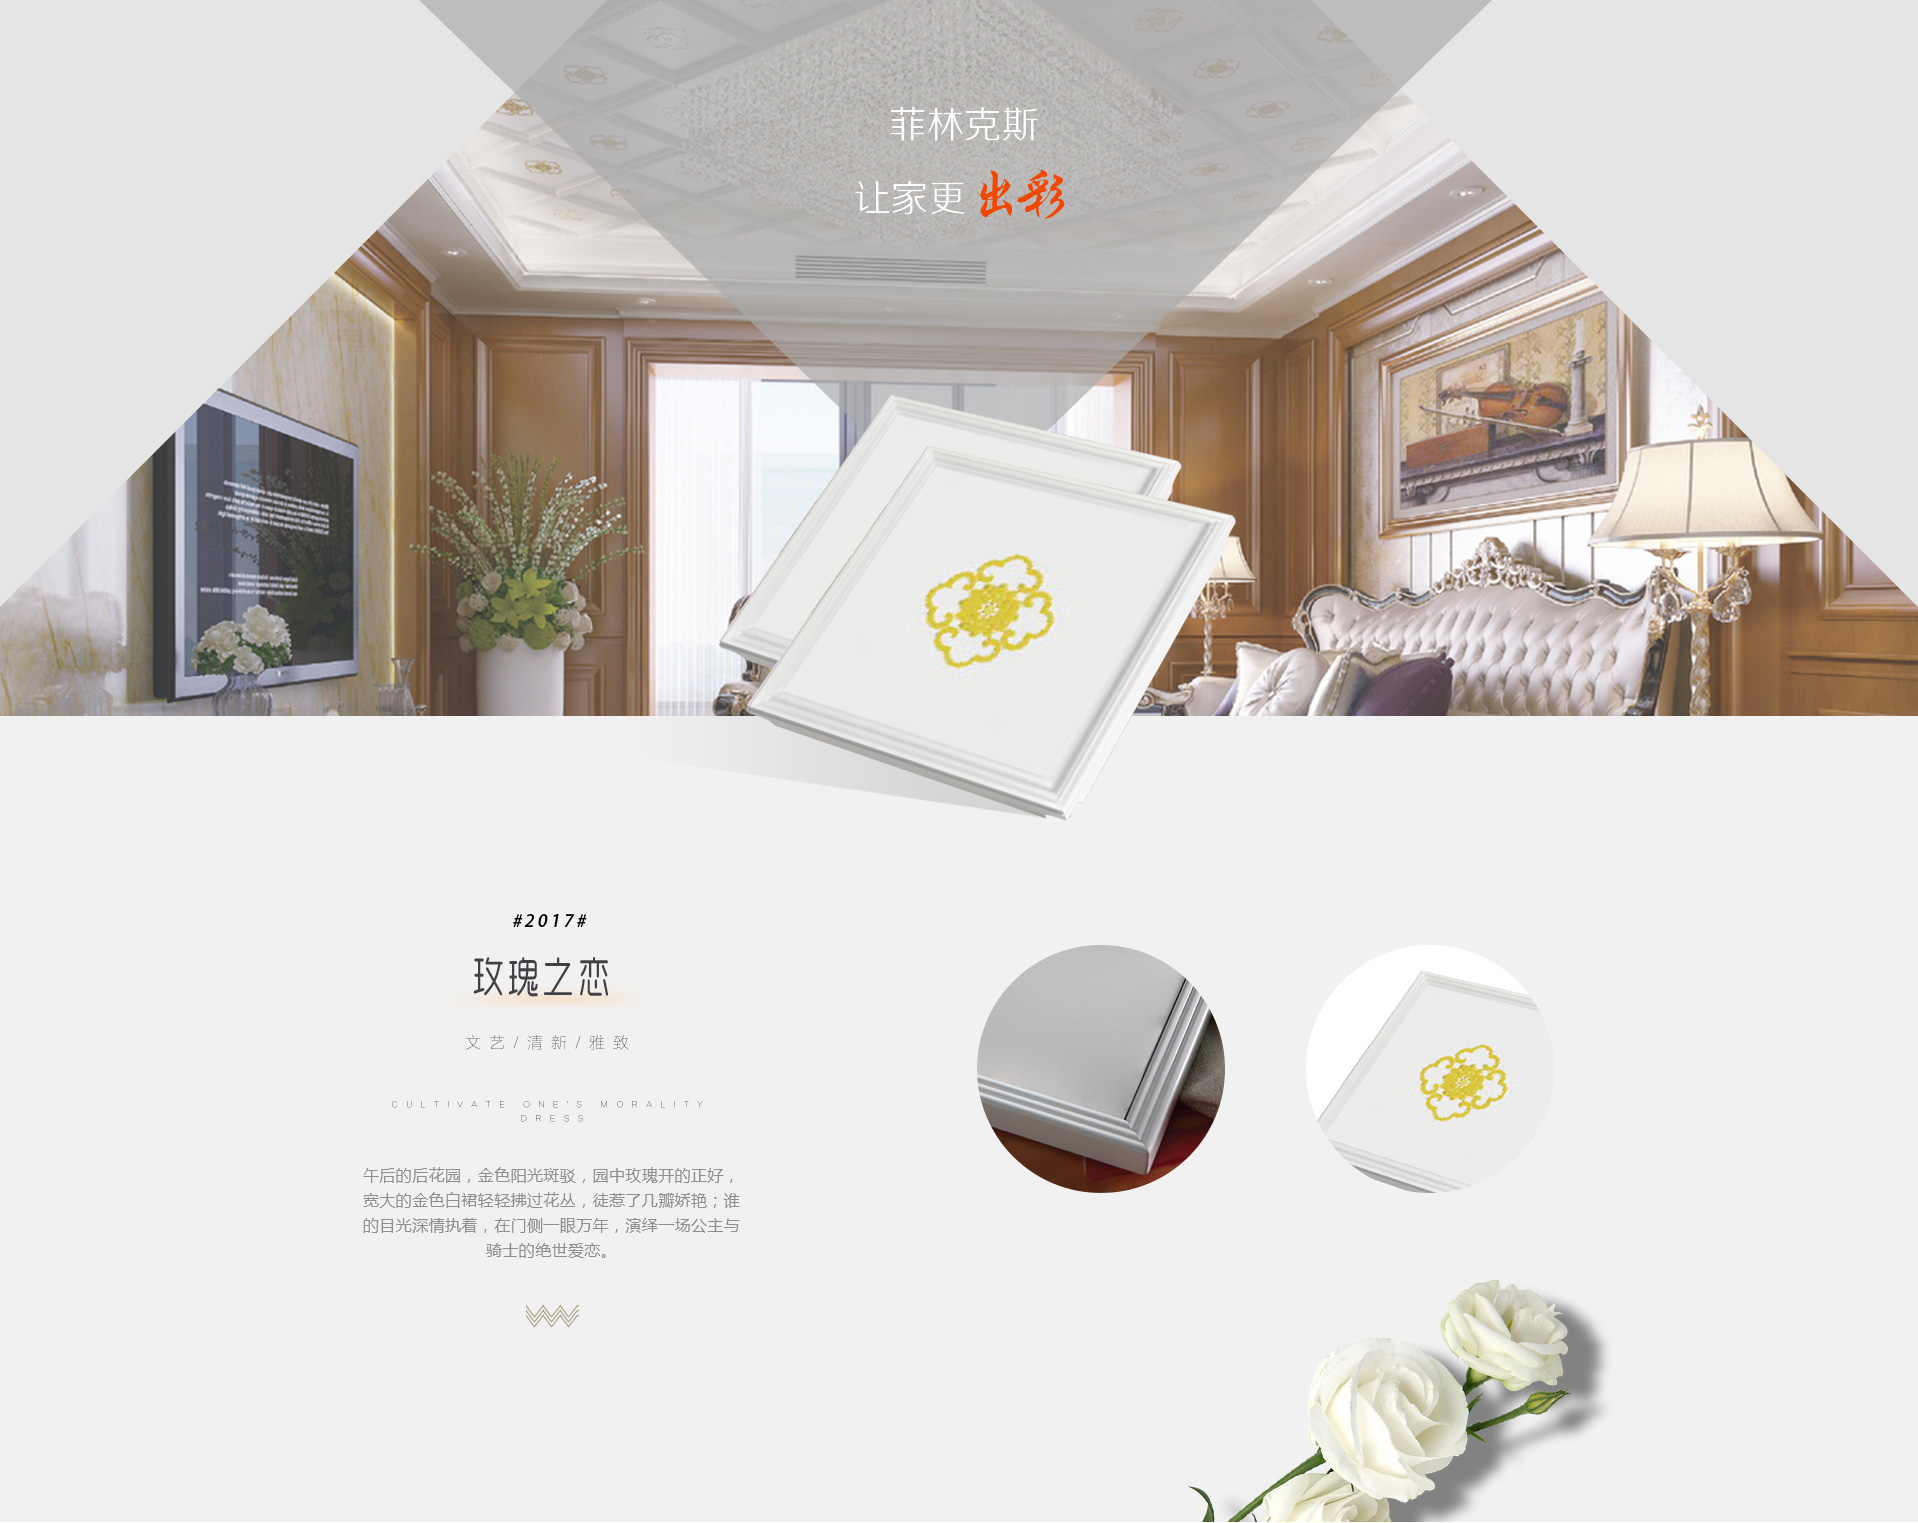 菲林克斯
让家更 出彩
#2017#
玫瑰之恋
文艺/清新/雅致
CULTIVATE ONE'S MORALITY
DRESS
午后的后花园，金色阳光斑驳，园中玫瑰开的正好，
宽大的金色白裙轻轻拂过花丛，徒惹了几瓣娇艳；谁
的目光深情执着，在门侧一眼万年，演绎一场公主与
骑士的绝世爱恋。